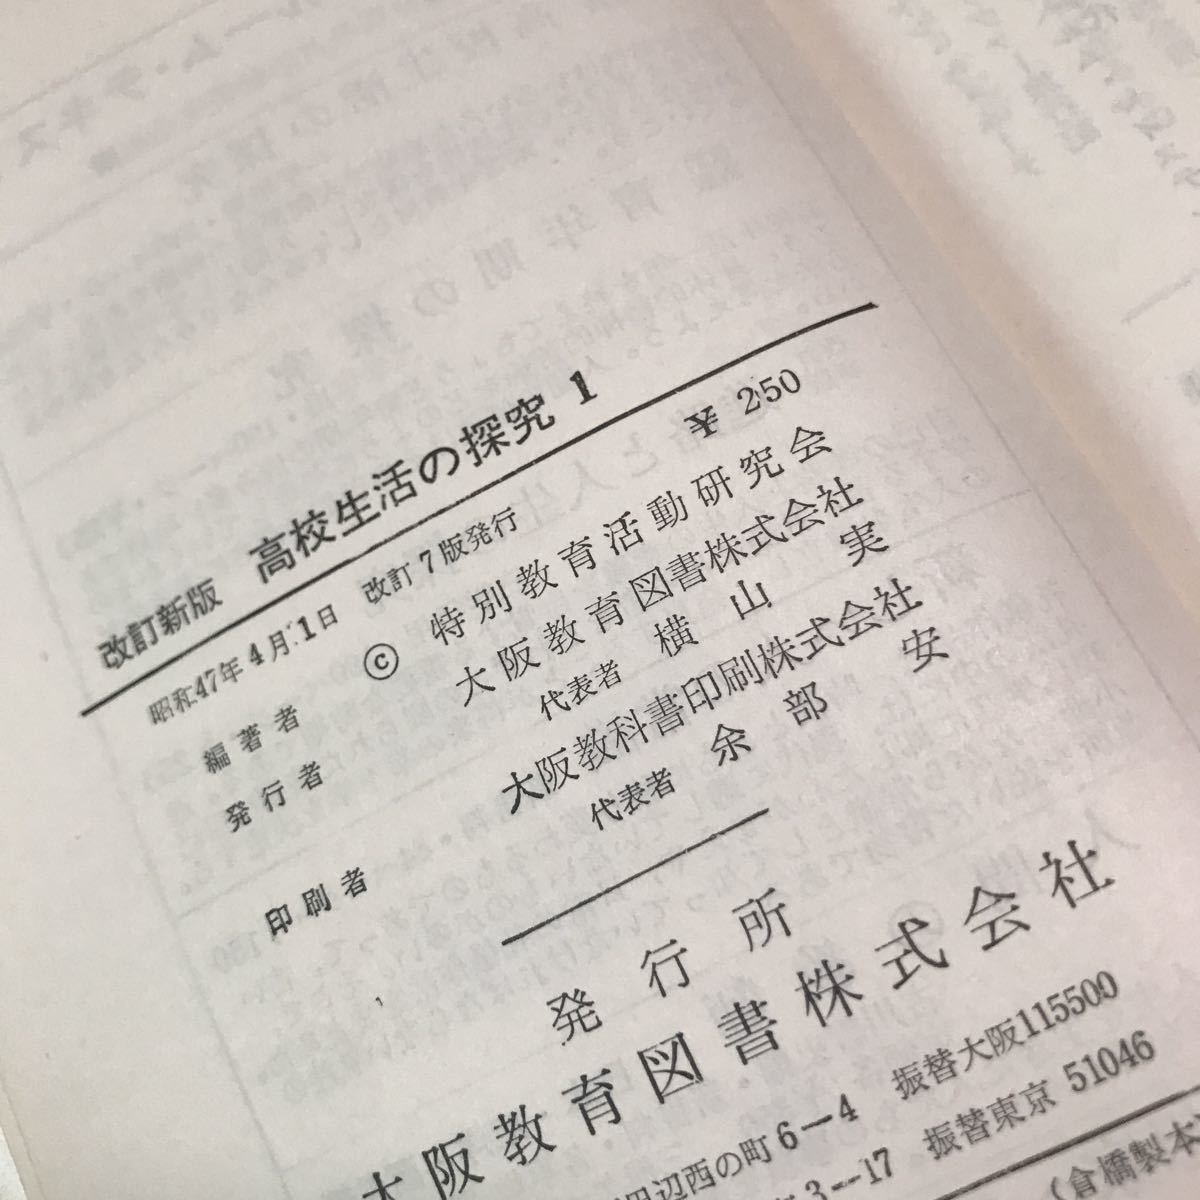 改訂新版 高校生活の探究 1
¥ 250
昭和47年4月1日 改訂7版発行
編著者 ⓒ 特別教育活動研究会
発行者 大阪教育図書株式会社
代表者 横山 実
印刷者 大阪教科書印刷株式会社
代表者 余部 安
発行所
大阪教育図書株式会社
田辺西の町6-4 振替大阪115500
3-17 振替東京 51046
(倉橋製本